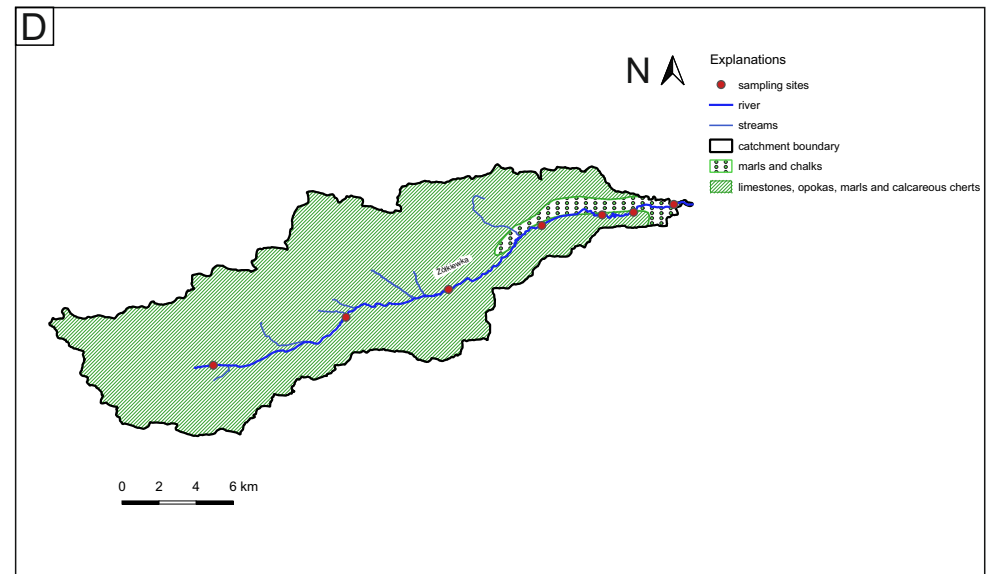 D
N
Explanations
sampling sites
river
streams
catchment boundary
marls and chalks
limestones, opokas, marls and calcareous cherts
Żółkiewka
0 2 4 6 km